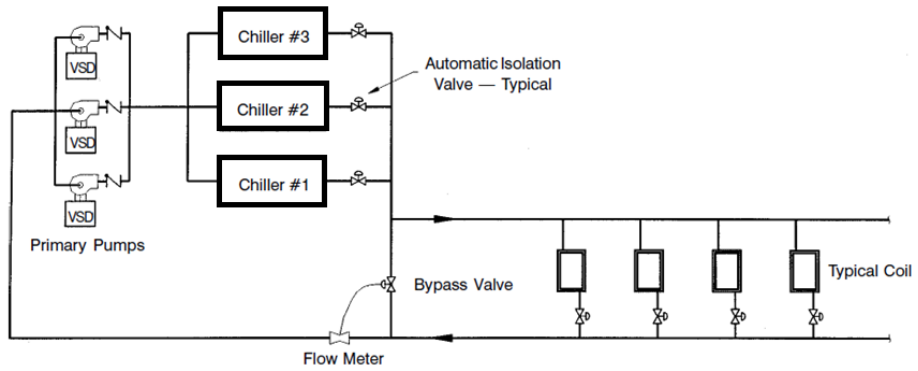 Chiller #3
VSD
Automatic Isolation
Valve — Typical
Chiller #2
VSD
Chiller #1
VSD
Primary Pumps
Typical Coil
Bypass Valve
Flow Meter